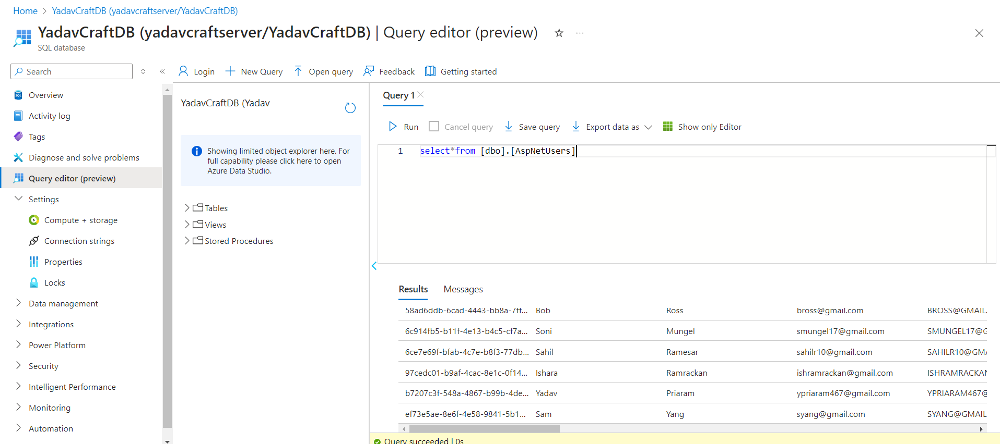 Home > YadavCraftDB (yadavcraftserver/YadavCraftDB)
YadavCraftDB (yadavcraftserver/YadavCraftDB) | Query editor (preview)
SQL database
Search
Login
New Query
Open query
Feedback
Getting started
Overview
Activity log
Tags
Diagnose and solve problems
Query editor (preview)
Settings
Compute + storage
Connection strings
Properties
Locks
Data management
Integrations
Power Platform
Security
Intelligent Performance
Monitoring
Automation
YadavCraftDB (Yadav
Showing limited object explorer here. For
full capability please click here to open
Azure Data Studio.
Tables
Views
Stored Procedures
Query 1
Run
Cancel query
Save query
Export data as
Show only Editor
1 select*from [dbo].[AspNetUsers]
Results Messages
58ad6ddb-6cad-4443-bb8a-7ff... Bob Ross bross@gmail.com BROSS@GMAIL.
6c914fb5-b11f-4e13-b4c5-cf7a... Soni Mungel smungel17@gmail.com SMUNGEL17@G
6ce7e69f-bfab-4c7e-b8f3-77db... Sahil Ramesar sahilr10@gmail.com SAHILR10@GMA
97cedc01-b9af-4cac-8e1c-0f14... Ishara Ramrackan ishramrackan@gmail.com ISHRAMRACKAN
b7207c3f-548a-4867-b99b-4de... Yadav Priaram ypriaram467@gmail.com YPRIARAM467@
ef73e5ae-8e6f-4e58-9841-5b1... Sam Yang syang@gmail.com SYANG@GMAIL
Query succeeded | 0s